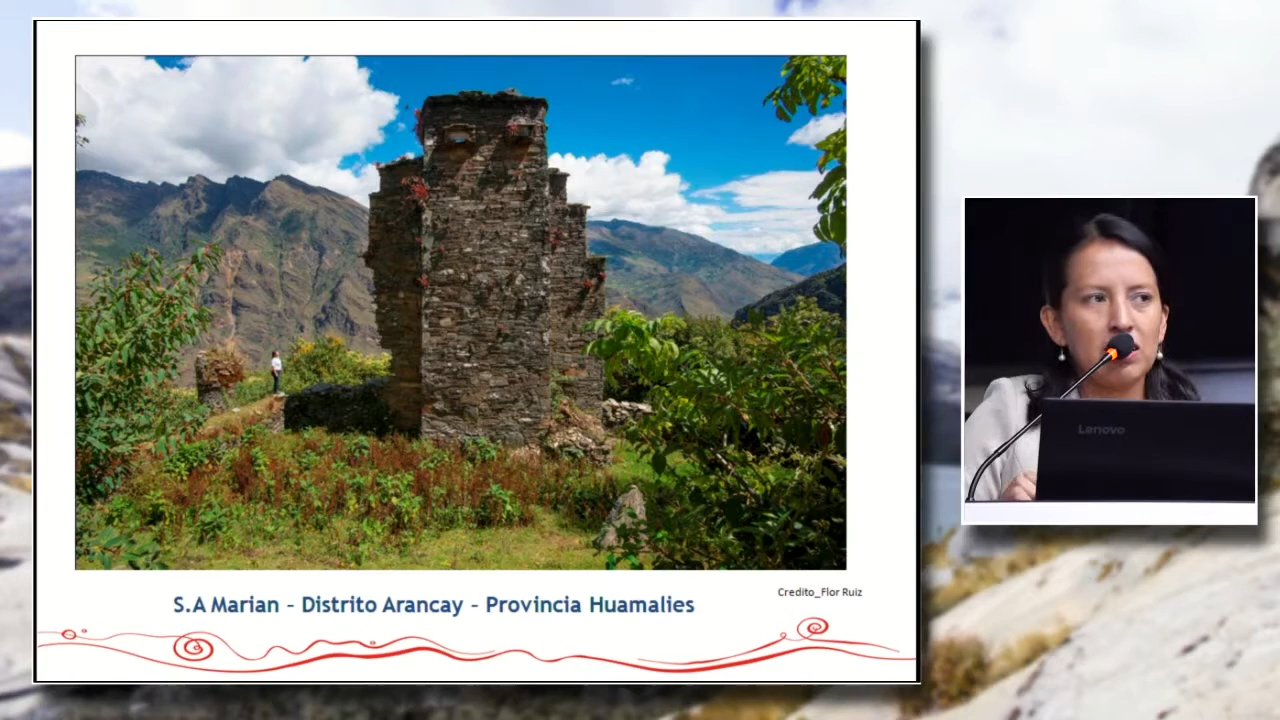 Credito_Flor Ruiz
S.A Marian – Distrito Arancay – Provincia Huamalies
Lenovo